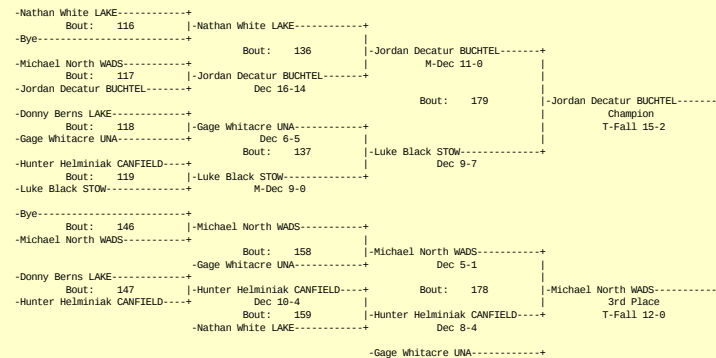 -Nathan White LAKE-----------+
Bout:    116         |-Nathan White LAKE-----------+
-Bye-------------------------+                             |
Bout:    136         |-Jordan Decatur BUCHTEL-------+
-Michael North WADS----------+                             |         M-Dec 11-0          |
Bout:    117         |-Jordan Decatur BUCHTEL------+                             |
-Jordan Decatur BUCHTEL------+          Dec 16-14                                        |
Bout:    179         |-Jordan Decatur BUCHTEL-------
-Donny Berns LAKE------------+                                                           |          Champion
Bout:    118         |-Gage Whitacre UNA-----------+                             |         T-Fall 15-2
-Gage Whitacre UNA-----------+           Dec 6-5           |                             |
Bout:    137         |-Luke Black STOW--------------+
-Hunter Helminiak CANFIELD----+                             |           Dec 9-7
Bout:    119         |-Luke Black STOW-------------+
-Luke Black STOW-------------+          M-Dec 9-0
-Bye-------------------------+
Bout:    146         |-Michael North WADS----------+
-Michael North WADS----------+                             |
Bout:    158         |-Michael North WADS-----------+
-Gage Whitacre UNA-----------+           Dec 5-1           |
-Donny Berns LAKE------------+                                                           |
Bout:    147         |-Hunter Helminiak CANFIELD----+        Bout:    178         |-Michael North WADS-----------
-Hunter Helminiak CANFIELD----+           Dec 10-4          |                             |          3rd Place
Bout:    159         |-Hunter Helminiak CANFIELD----+         T-Fall 12-0
-Nathan White LAKE-----------+           Dec 8-4
-Gage Whitacre UNA------------+